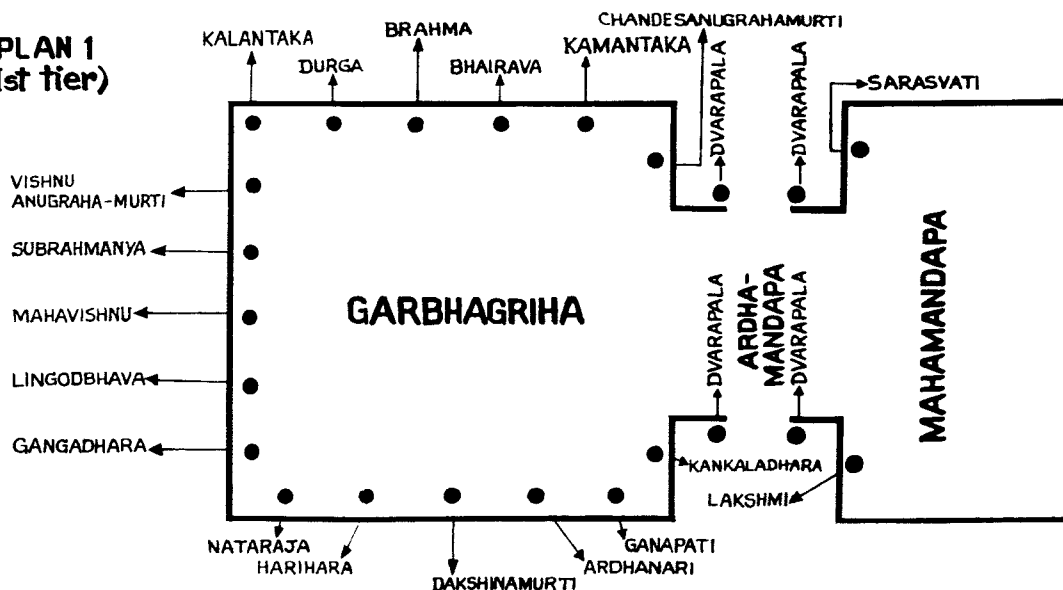 PLAN 1
(Ist tier)
KALANTAKA
DURGA
BRAHMA
BHAIRAVA
KAMANTAKA
CHANDESANUGRAHAMURTI
DVARAPALA
DVARAPALA
SARASVATI
VISHNU
ANUGRAHA-MURTI
SUBRAHMANYA
MAHAVISHNU
LINGODBHAVA
GANGADHARA
GARBHAGRIHA
DVARAPALA
ARDHA-
MANDAPA
DVARAPALA
MAHAMANDAPA
KANKALADHARA
LAKSHMI
NATARAJA
HARIHARA
DAKSHINAMURTI
ARDHANARI
GANAPATI